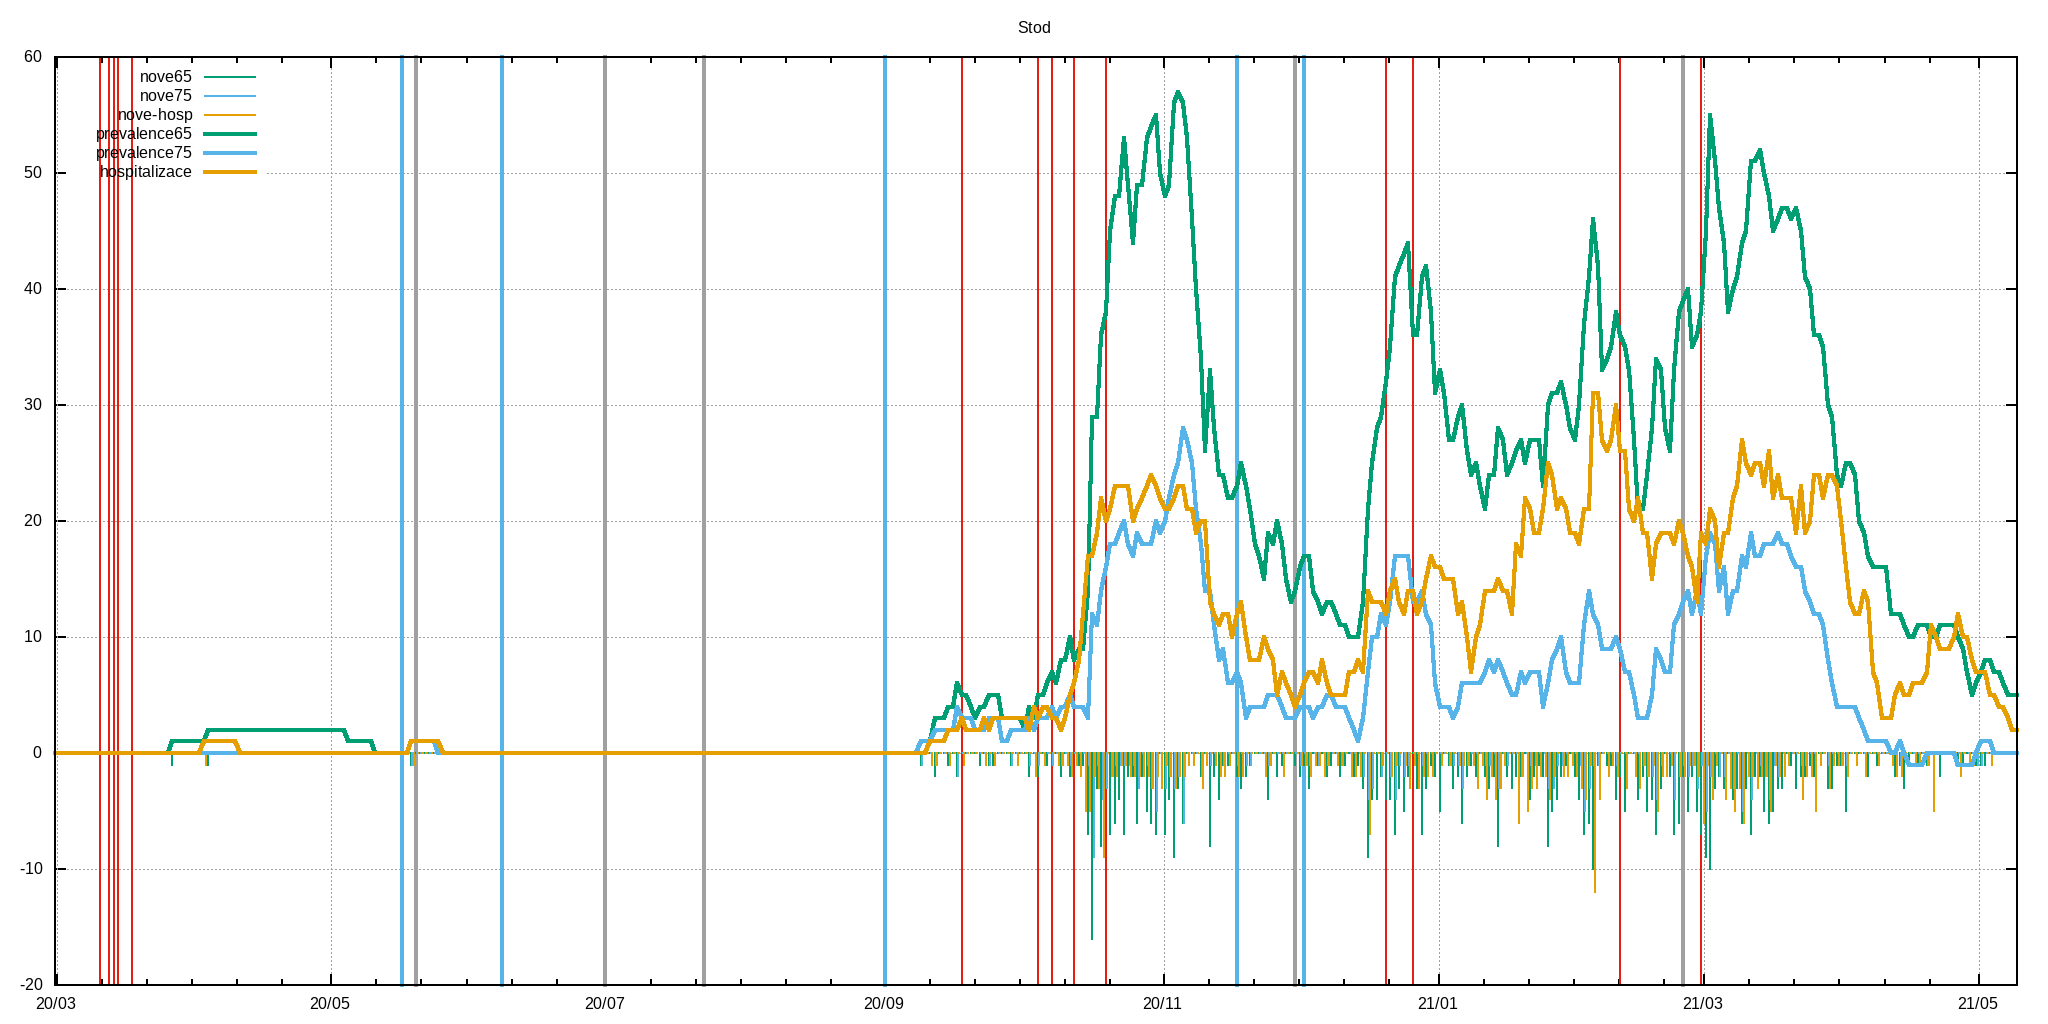 Stod
60
nove65
nove75
nove-hosp
prevalence65
prevalence75
hospitalizace
50
40
30
20
10
0
-10
-20
20/03 20/05 20/07 20/09 20/11 21/01 21/03 21/05